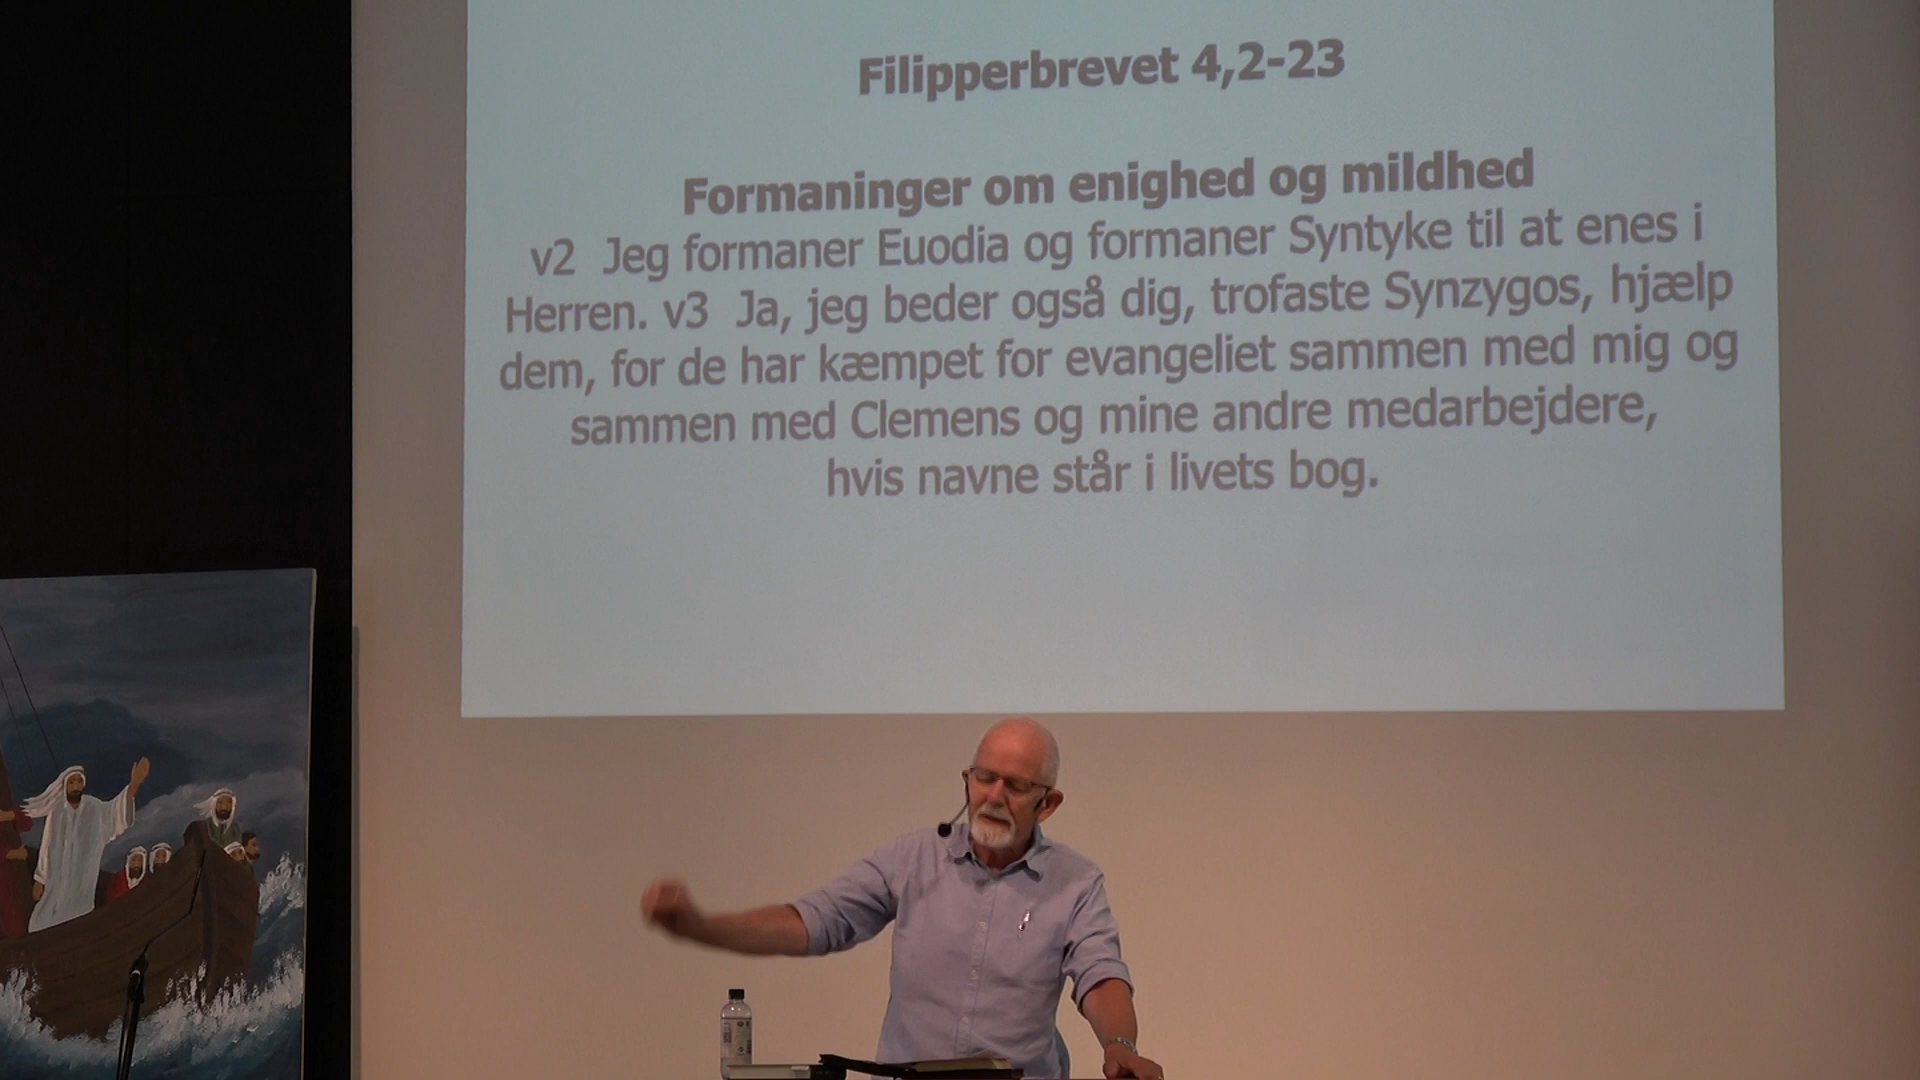 Filipperbrevet 4,2-23
Formaninger om enighed og mildhed
v2 Jeg formaner Euodia og formaner Syntyke til at enes i
Herren. v3 Ja, jeg beder også dig, trofaste Synzygos, hjælp
dem, for de har kæmpet for evangeliet sammen med mig og
sammen med Clemens og mine andre medarbejdere,
hvis navne står i livets bog.